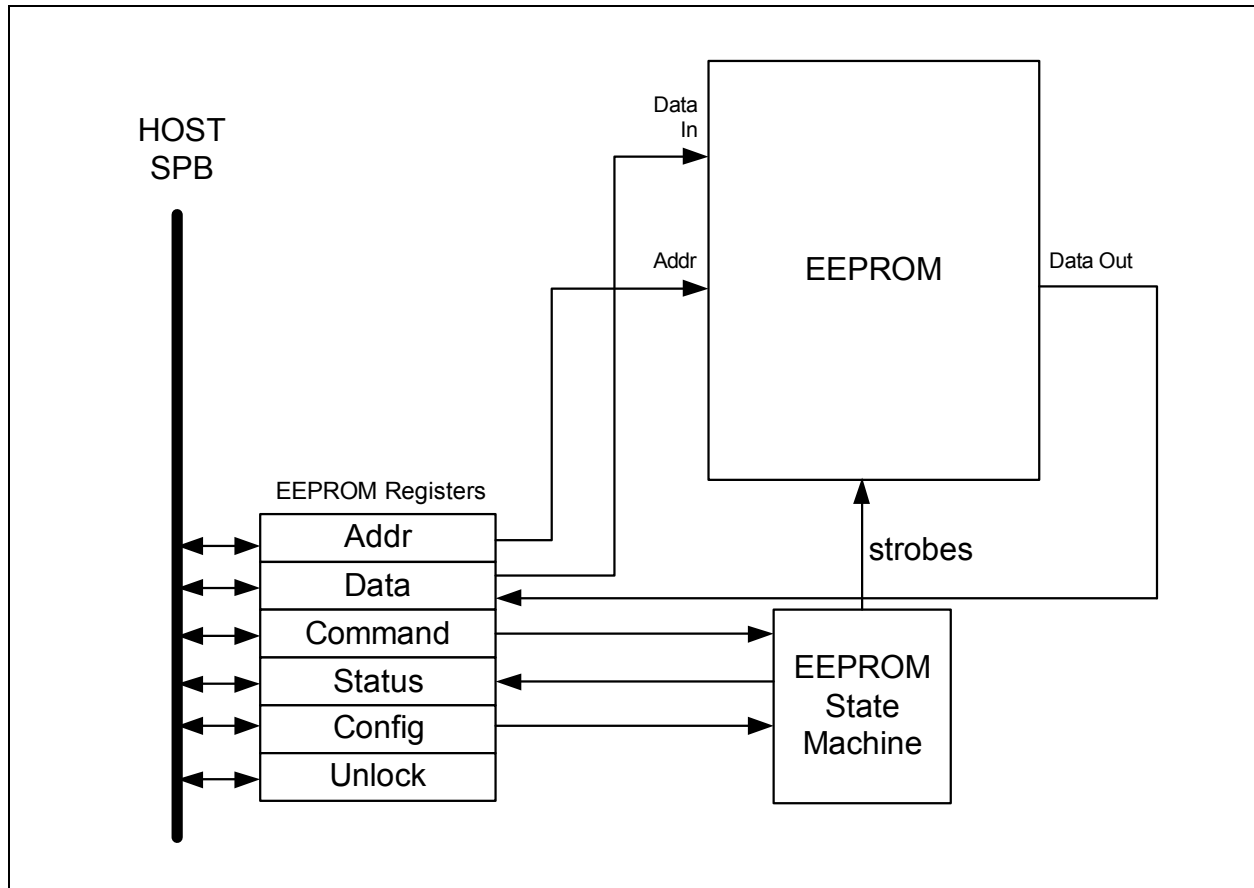 HOST
SPB
Data
In
Addr
EEPROM
Data Out
EEPROM Registers
Addr
Data
Command
Status
Config
Unlock
strobes
EEPROM
State
Machine